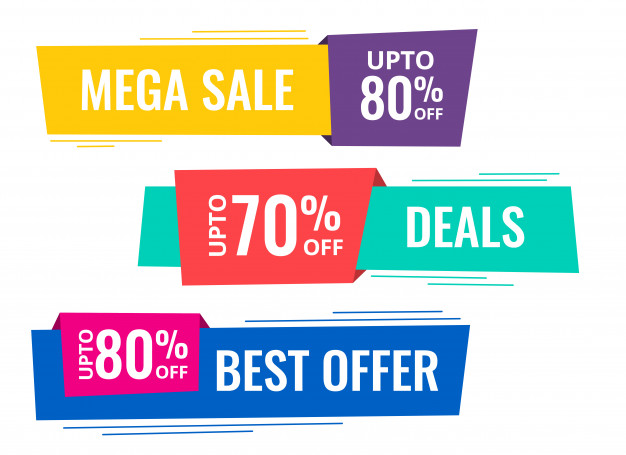 MEGA SALE
UPTO
80%
OFF
UPTO
70%
OFF
DEALS
UPTO
80%
OFF
BEST OFFER